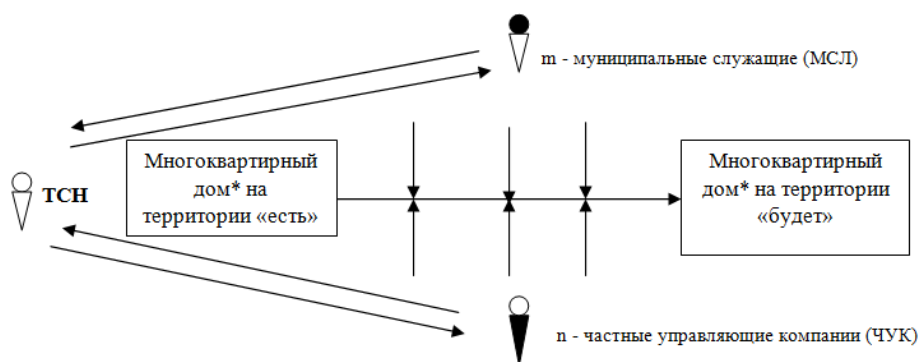 m - муниципальные служащие (МСЛ)
Многоквартирный
дом* на
территории «есть»
Многоквартирный
дом* на территории
«будет»
ТСН
n - частные управляющие компании (ЧУК)